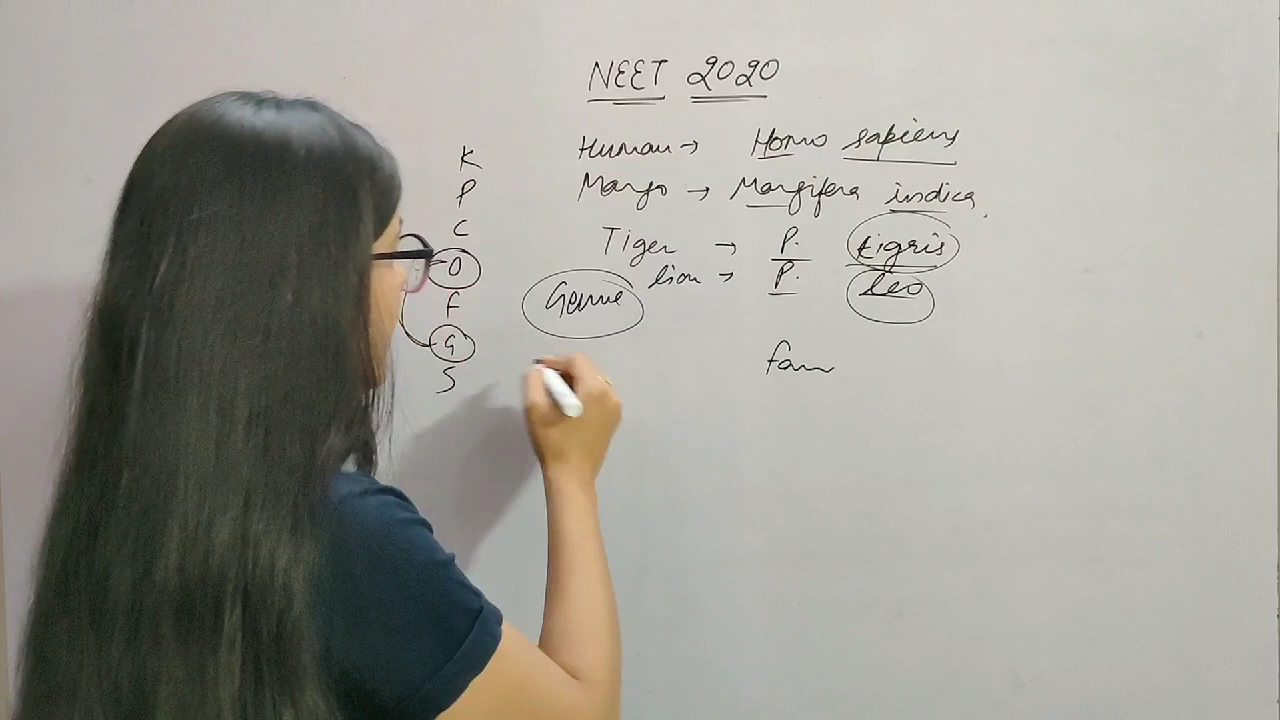 NEET 2020
Human → Homo sapiens
Mango → Mangifera indica.
Tiger → P. tigris
lion → P. leo
Genus
fam
K
P
C
O
F
G
S